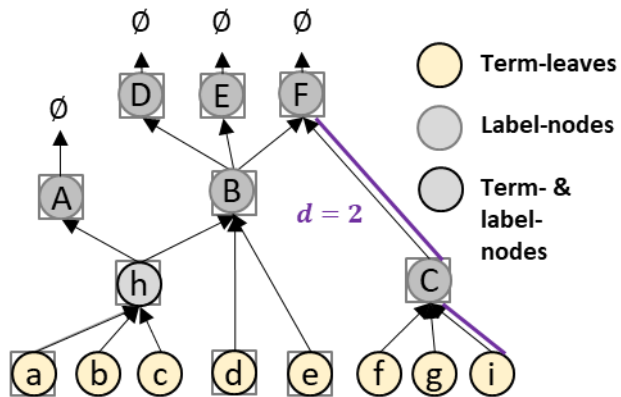 Ø Ø Ø
D E F
Ø
A
B
h
C
a b c d e f g i
d = 2
Term-leaves
Label-nodes
Term- &
label-
nodes